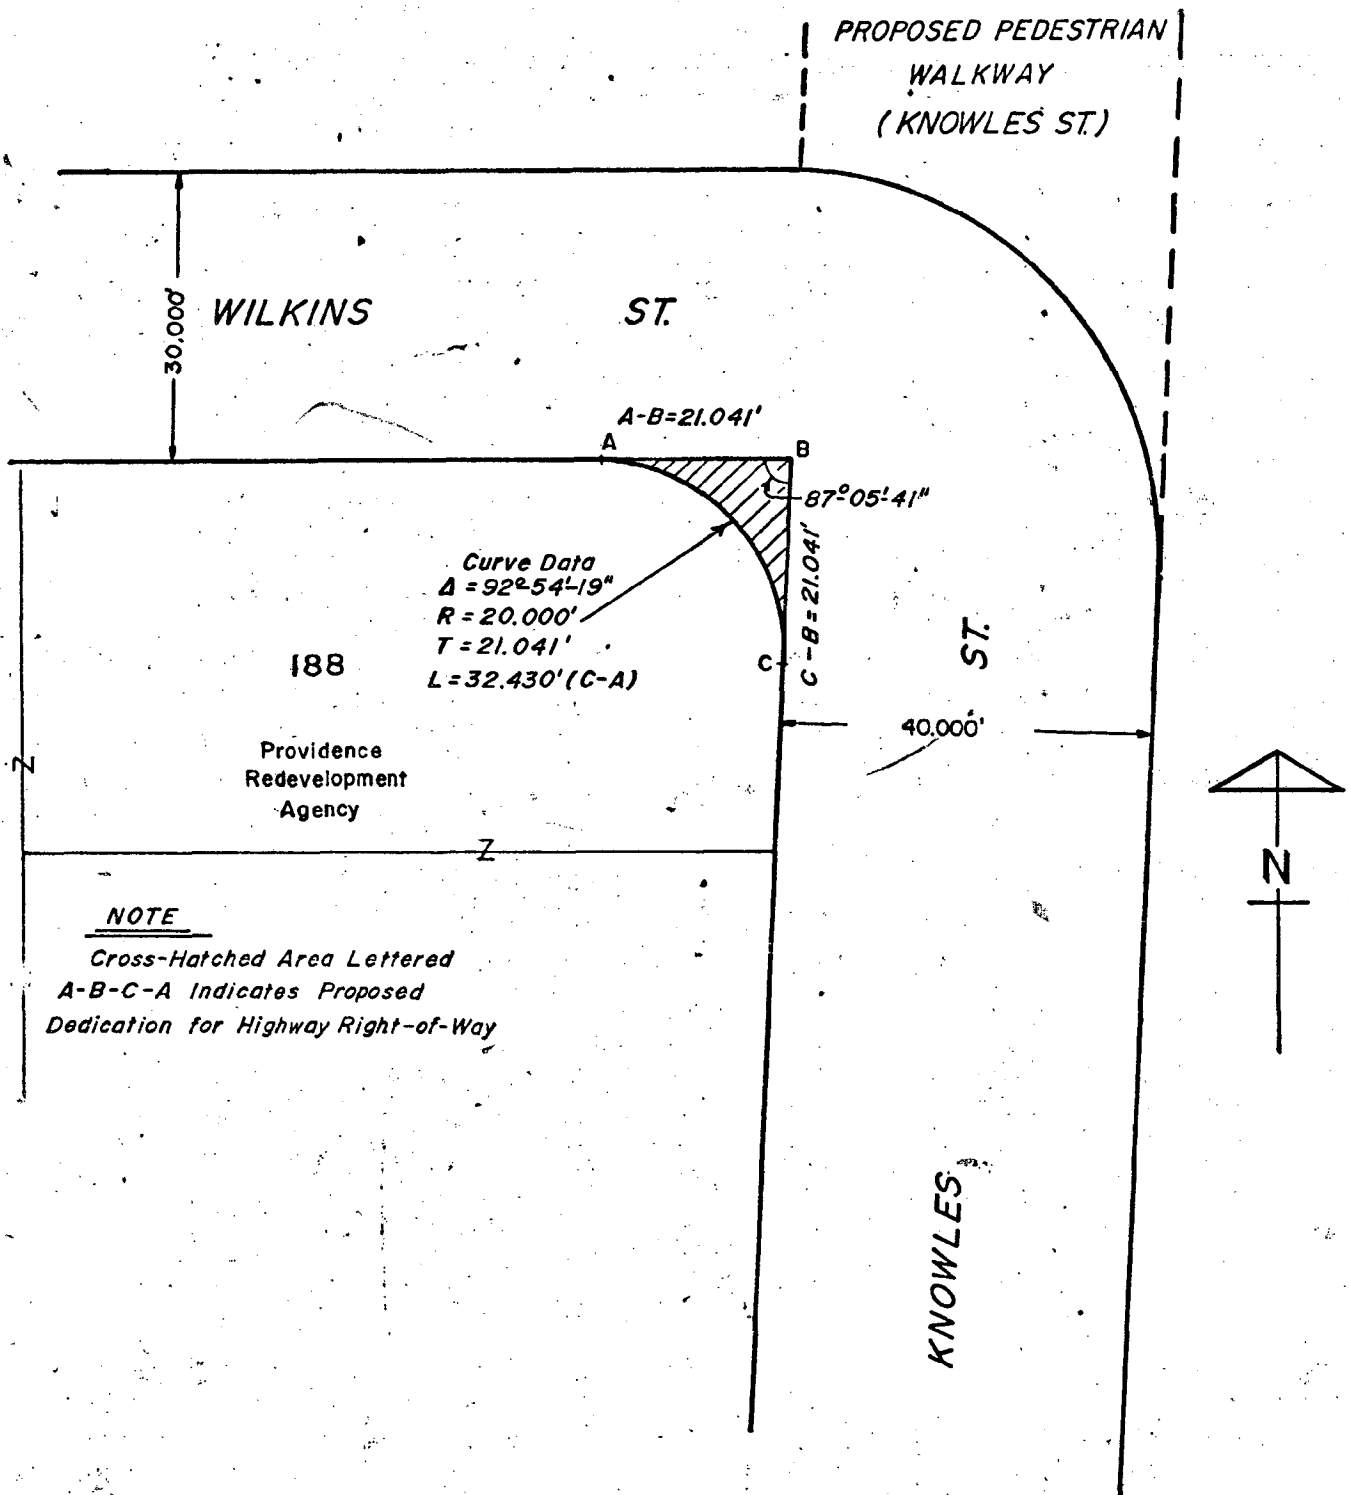 PROPOSED PEDESTRIAN
WALKWAY
(KNOWLES ST.)
30.000'
WILKINS ST.
A-B=21.041'
A
B
87°-05'-41"
Curve Data
Δ = 92°-54'-19"
R = 20.000'
T = 21.041'
L = 32.430' (C-A)
C-B = 21.041'
C
ST.
188
40.000'
Providence
Redevelopment
Agency
Z
Z
N
NOTE
Cross-Hatched Area Lettered
A-B-C-A Indicates Proposed
Dedication for Highway Right-of-Way
KNOWLES